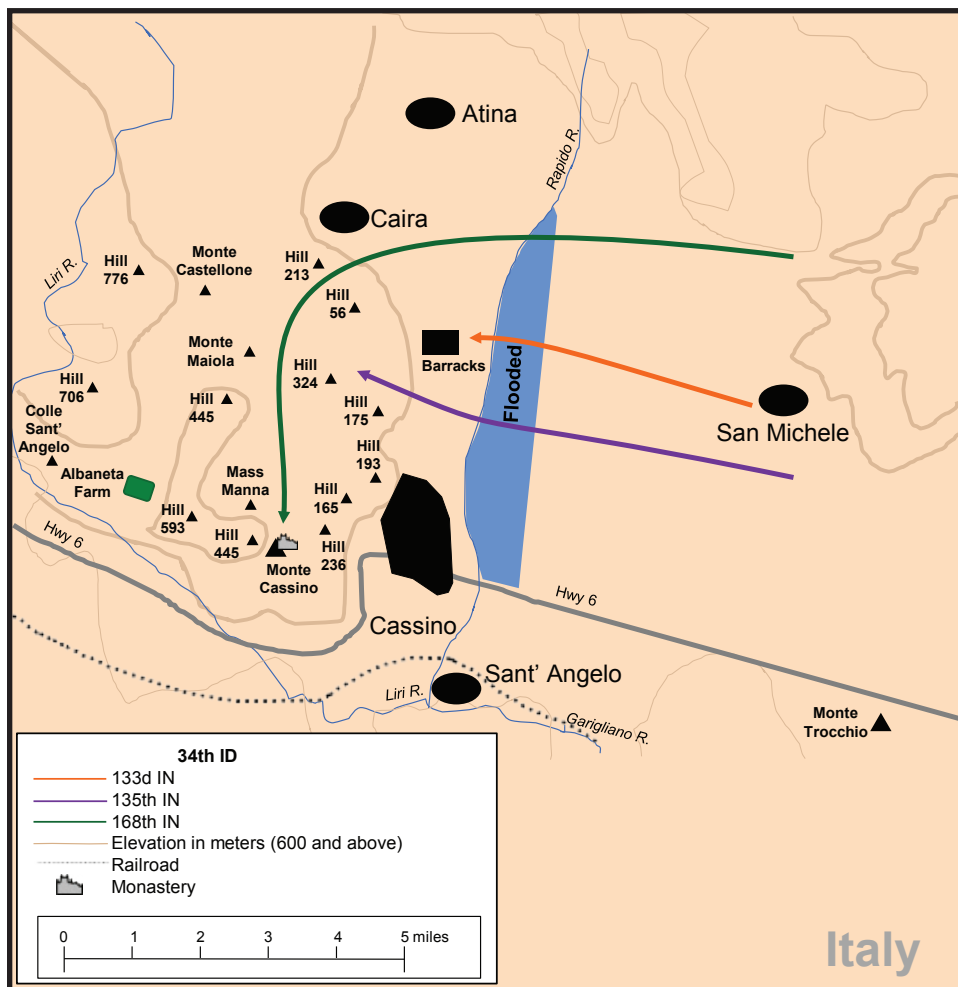 Atina
Rapido R.
Caira
Monte
Castellone
Hill
213
Hill
776
Liri R.
Hill
56
Monte
Maiola
Barracks
Flooded
Hill
324
Hill
706
Hill
445
Hill
175
San Michele
Colle
Sant'
Angelo
Hill
193
Albaneta
Farm
Mass
Manna
Hill
165
Hill
593
Hill
445
Hill
236
Monte
Cassino
Hwy 6
Hwy 6
Cassino
Sant' Angelo
Liri R.
Garigliano R.
Monte
Trocchio
34th ID
133d IN
135th IN
168th IN
Elevation in meters (600 and above)
Railroad
Monastery
0 1 2 3 4 5 miles
Italy